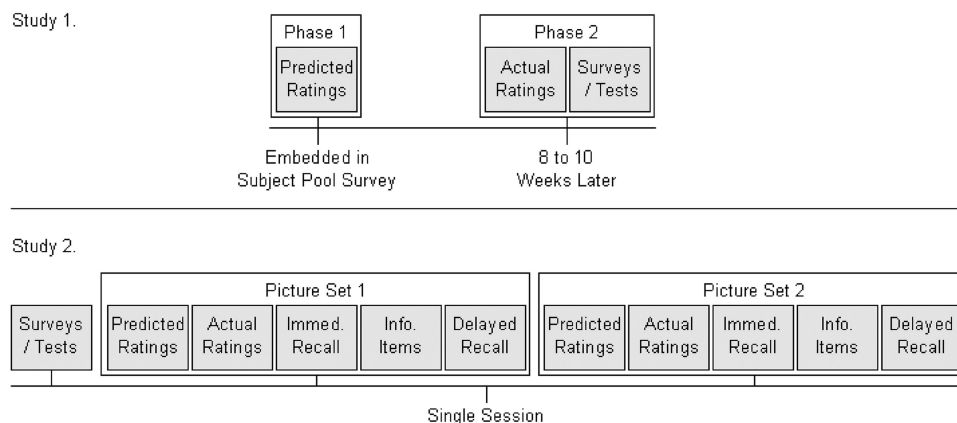 Study 1.
Phase 1
Predicted
Ratings
Phase 2
Actual
Ratings
Surveys
/ Tests
Embedded in
Subject Pool Survey
8 to 10
Weeks Later
Study 2.
Surveys
/ Tests
Picture Set 1
Predicted
Ratings
Actual
Ratings
Immed.
Recall
Info.
Items
Delayed
Recall
Picture Set 2
Predicted
Ratings
Actual
Ratings
Immed.
Recall
Info.
Items
Delayed
Recall
Single Session